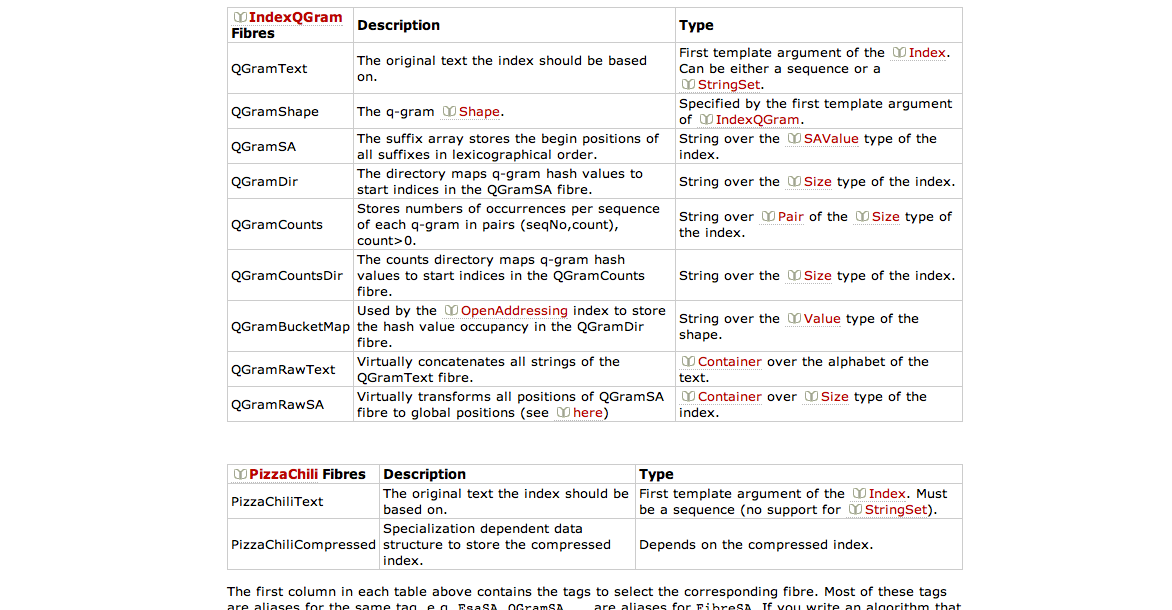 IndexQGram Fibres Description Type
QGramText The original text the index should be based on. First template argument of the Index. Can be either a sequence or a StringSet.
QGramShape The q-gram Shape. Specified by the first template argument of IndexQGram.
QGramSA The suffix array stores the begin positions of all suffixes in lexicographical order. String over the SAValue type of the index.
QGramDir The directory maps q-gram hash values to start indices in the QGramSA fibre. String over the Size type of the index.
QGramCounts Stores numbers of occurrences per sequence of each q-gram in pairs (seqNo,count), count>0. String over Pair of the Size type of the index.
QGramCountsDir The counts directory maps q-gram hash values to start indices in the QGramCounts fibre. String over the Size type of the index.
QGramBucketMap Used by the OpenAddressing index to store the hash value occupancy in the QGramDir fibre. String over the Value type of the shape.
QGramRawText Virtually concatenates all strings of the QGramText fibre. Container over the alphabet of the text.
QGramRawSA Virtually transforms all positions of QGramSA fibre to global positions (see here) Container over Size type of the index.
PizzaChili Fibres Description Type
PizzaChiliText The original text the index should be based on. First template argument of the Index. Must be a sequence (no support for StringSet).
PizzaChiliCompressed Specialization dependent data structure to store the compressed index. Depends on the compressed index.
The first column in each table above contains the tags to select the corresponding fibre. Most of these tags
are aliases for the same tag, e.g. EsaSA, QGramSA, ... are aliases for FibreSA. If you write an algorithm that